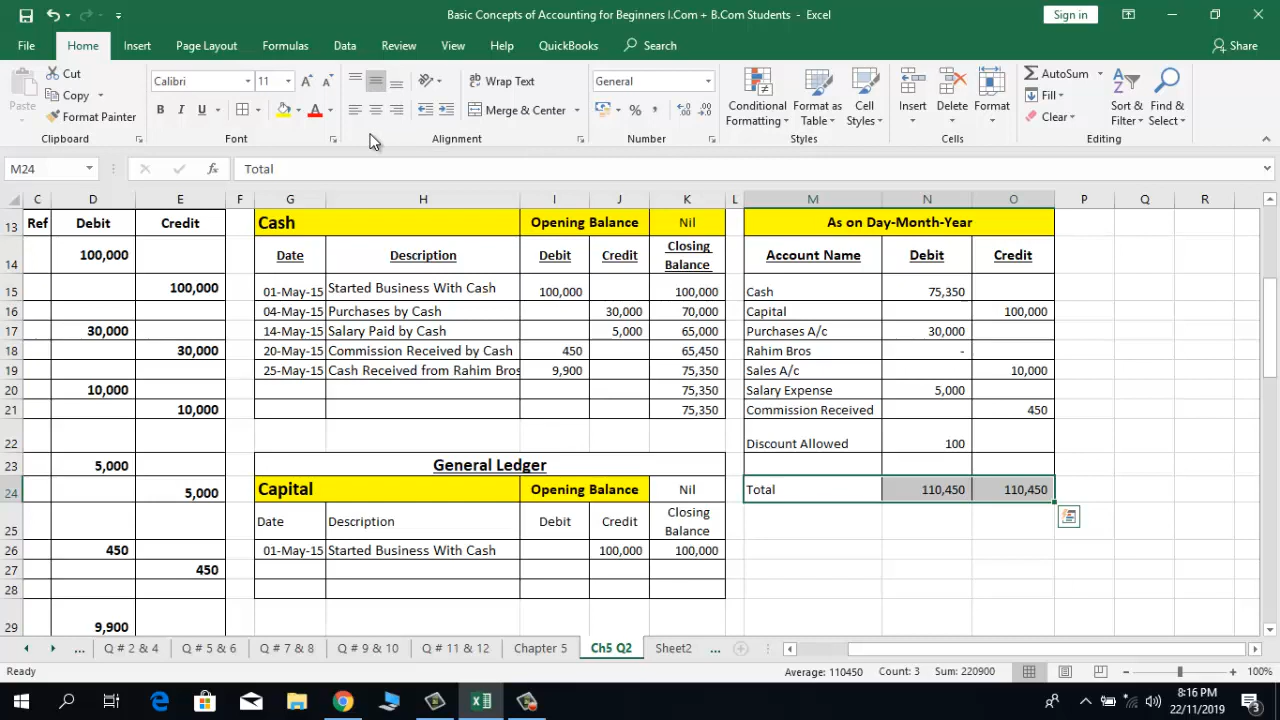 Basic Concepts of Accounting for Beginners I.Com + B.Com Students - Excel
Sign in
File Home Insert Page Layout Formulas Data Review View Help QuickBooks Search Share
Paste
Cut
Copy
Format Painter
Clipboard
Calibri 11
B I U
Font
Wrap Text
Merge & Center
Alignment
General
Number
Conditional Formatting
Format as Table
Cell Styles
Styles
Insert Delete Format
Cells
AutoSum
Fill
Clear
Sort & Filter
Find & Select
Editing
M24 fx Total
C D E F G H I J K L M N O P Q R
13 Ref Debit Credit Cash Opening Balance Nil As on Day-Month-Year
14 100,000 Date Description Debit Credit Closing Balance Account Name Debit Credit
15 100,000 01-May-15 Started Business With Cash 100,000 100,000 Cash 75,350
16 04-May-15 Purchases by Cash 30,000 70,000 Capital 100,000
17 30,000 14-May-15 Salary Paid by Cash 5,000 65,000 Purchases A/c 30,000
18 30,000 20-May-15 Commission Received by Cash 450 65,450 Rahim Bros -
19 25-May-15 Cash Received from Rahim Bros 9,900 75,350 Sales A/c 10,000
20 10,000 75,350 Salary Expense 5,000
21 10,000 75,350 Commission Received 450
22 Discount Allowed 100
23 5,000 General Ledger
24 5,000 Capital Opening Balance Nil Total 110,450 110,450
25 Date Description Debit Credit Closing Balance
26 450 01-May-15 Started Business With Cash 100,000 100,000
27 450
28
29 9,900
... Q # 2 & 4 Q # 5 & 6 Q # 7 & 8 Q # 9 & 10 Q # 11 & 12 Chapter 5 Ch5 Q2 Sheet2 ...
Ready Average: 110450 Count: 3 Sum: 220900 100%
8:16 PM
22/11/2019
3